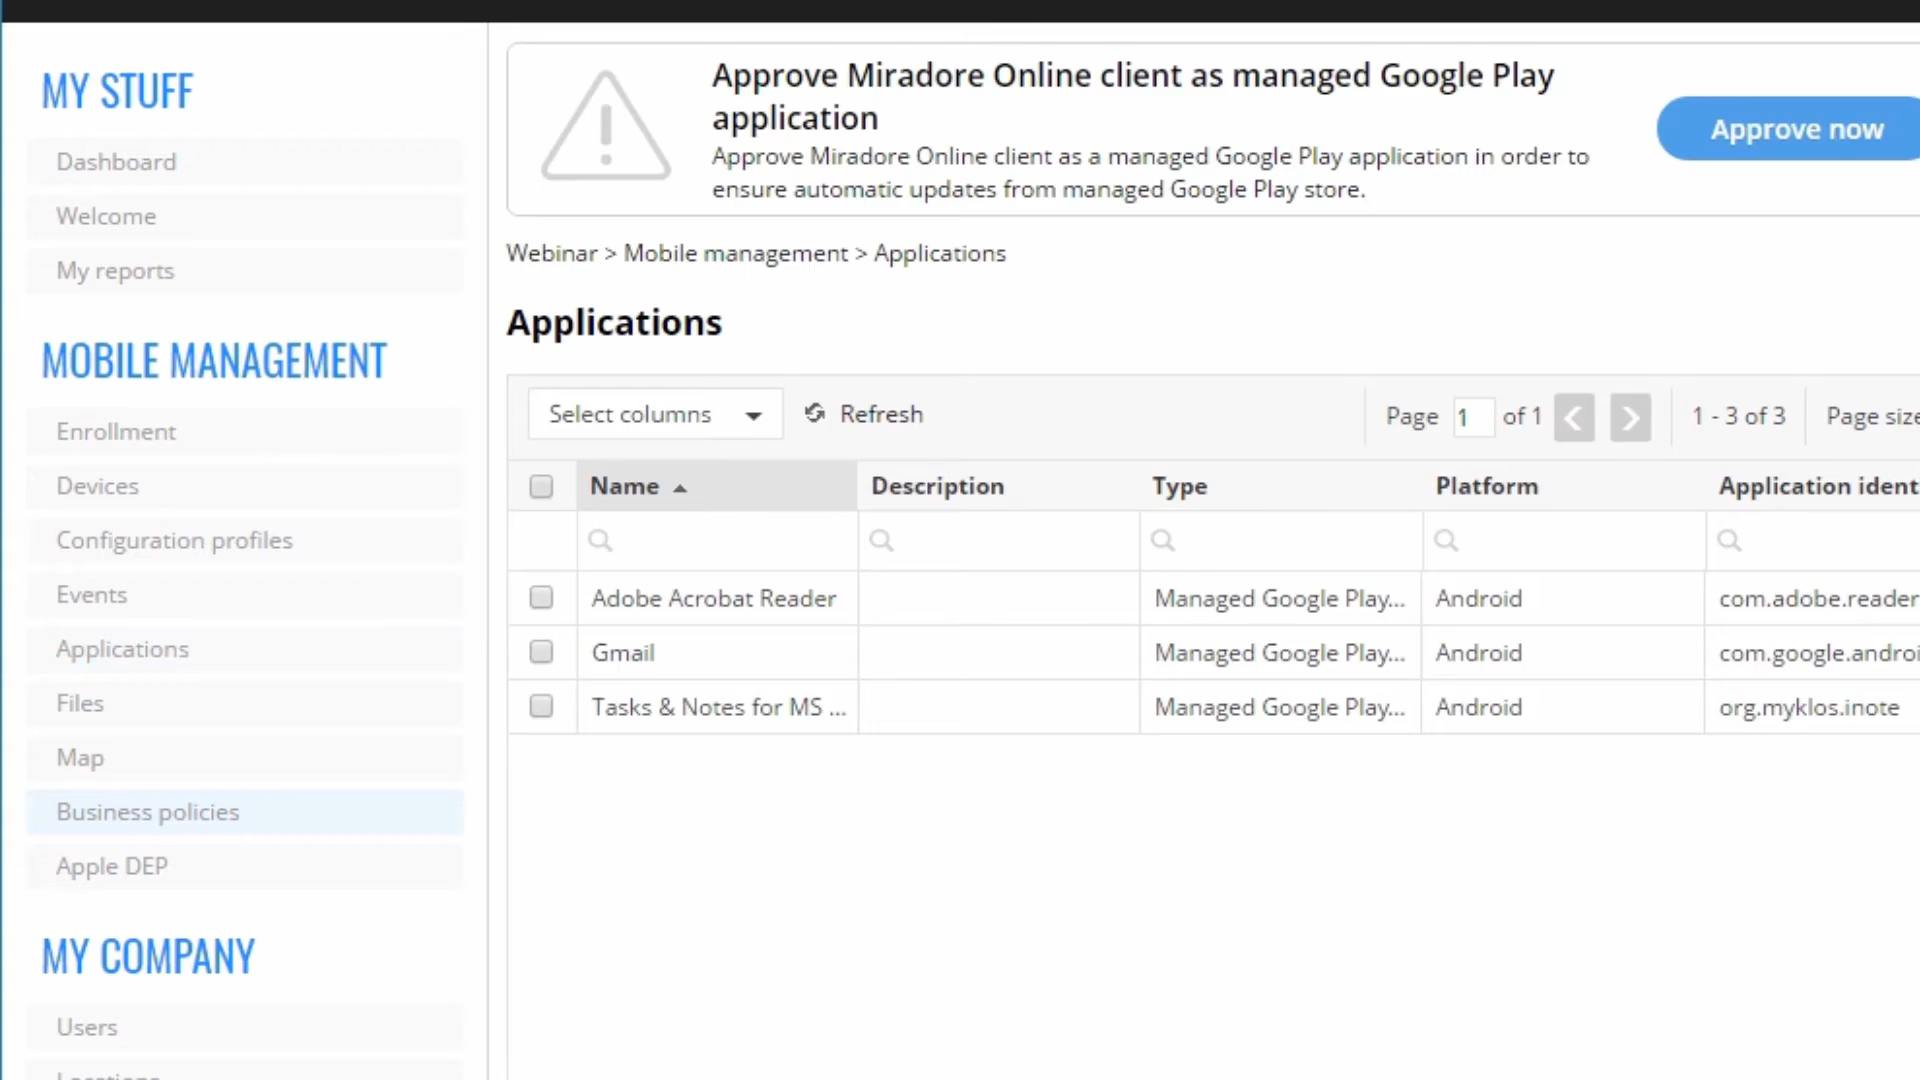 MY STUFF
Dashboard
Welcome
My reports
MOBILE MANAGEMENT
Enrollment
Devices
Configuration profiles
Events
Applications
Files
Map
Business policies
Apple DEP
MY COMPANY
Users
Approve Miradore Online client as managed Google Play
application
Approve Miradore Online client as a managed Google Play application in order to
ensure automatic updates from managed Google Play store.
Approve now
Webinar > Mobile management > Applications
Applications
Select columns Refresh Page 1 of 1 1 - 3 of 3 Page size
Name Description Type Platform Application ident
Adobe Acrobat Reader Managed Google Play... Android com.adobe.reader
Gmail Managed Google Play... Android com.google.androi
Tasks & Notes for MS ... Managed Google Play... Android org.myklos.inote